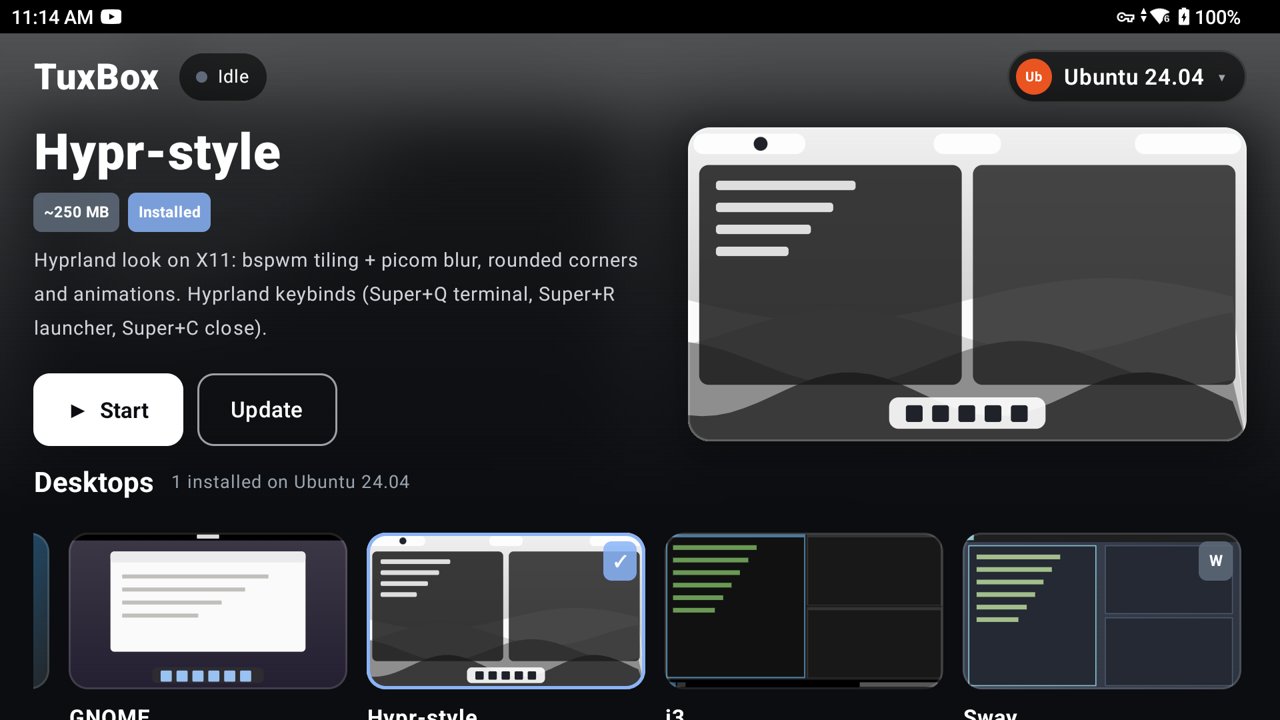 11:14 AM
6 100%
TuxBox
Idle
Ub Ubuntu 24.04
Hypr-style
~250 MB
Installed
Hyprland look on X11: bspwm tiling + picom blur, rounded corners
and animations. Hyprland keybinds (Super+Q terminal, Super+R
launcher, Super+C close).
Start
Update
Desktops
1 installed on Ubuntu 24.04
W
GNOME
Hypr-style
i3
Sway